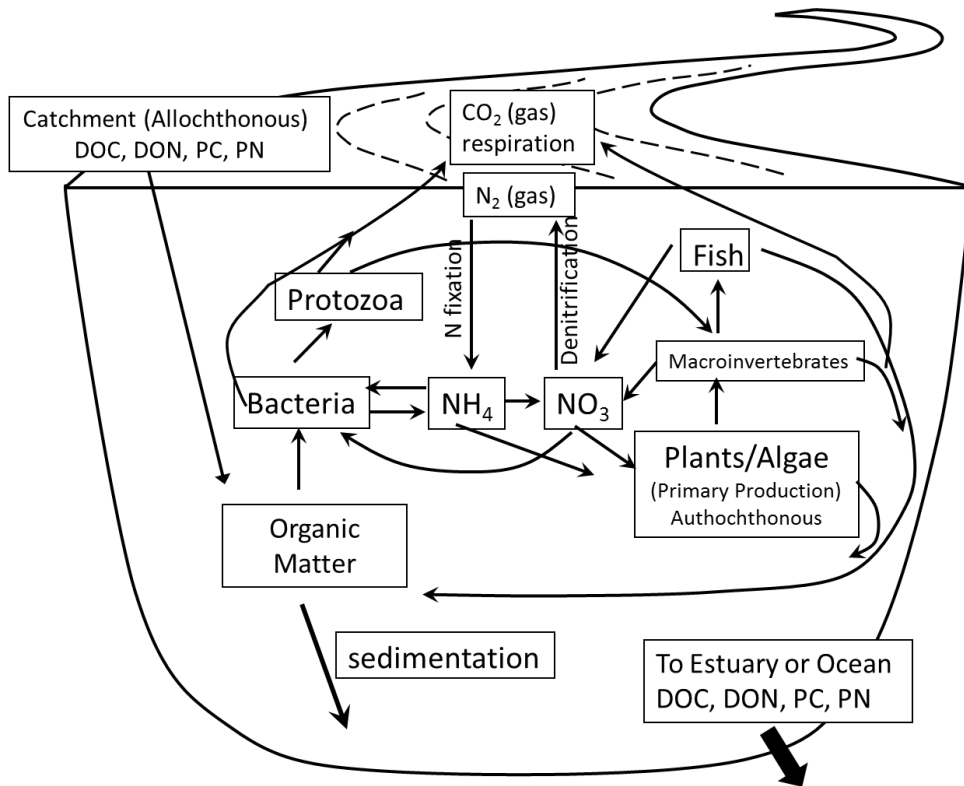 Catchment (Allochthonous)
DOC, DON, PC, PN
CO₂ (gas)
respiration
N₂ (gas)
N fixation
Denitrification
Fish
Protozoa
Macroinvertebrates
Bacteria
NH₄
NO₃
Plants/Algae
(Primary Production)
Authochthonous
Organic
Matter
sedimentation
To Estuary or Ocean
DOC, DON, PC, PN